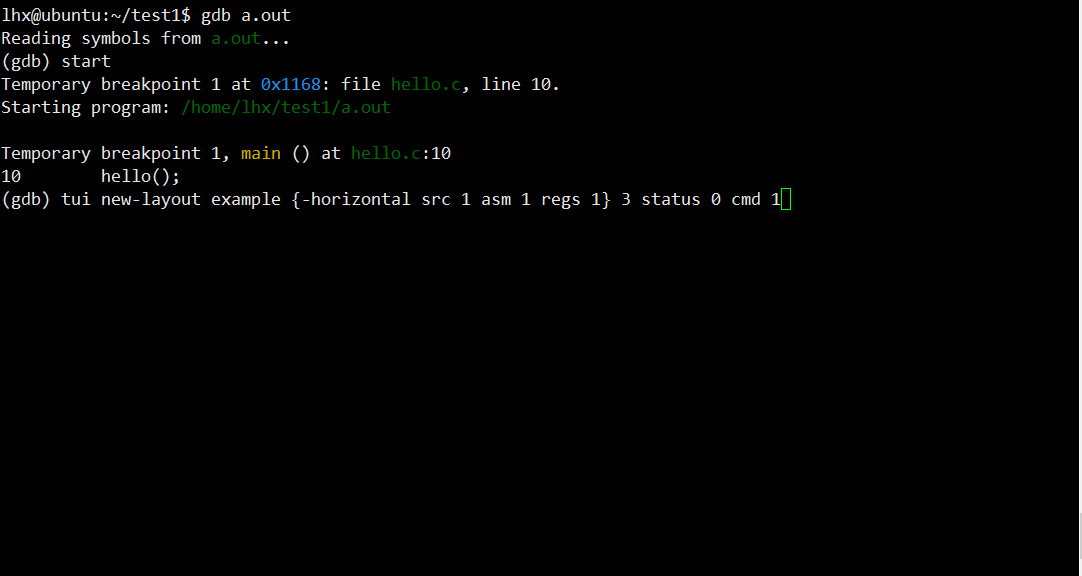 lhx@ubuntu:~/test1$ gdb a.out
Reading symbols from a.out...
(gdb) start
Temporary breakpoint 1 at 0x1168: file hello.c, line 10.
Starting program: /home/lhx/test1/a.out
Temporary breakpoint 1, main () at hello.c:10
10        hello();
(gdb) tui new-layout example {-horizontal src 1 asm 1 regs 1} 3 status 0 cmd 1